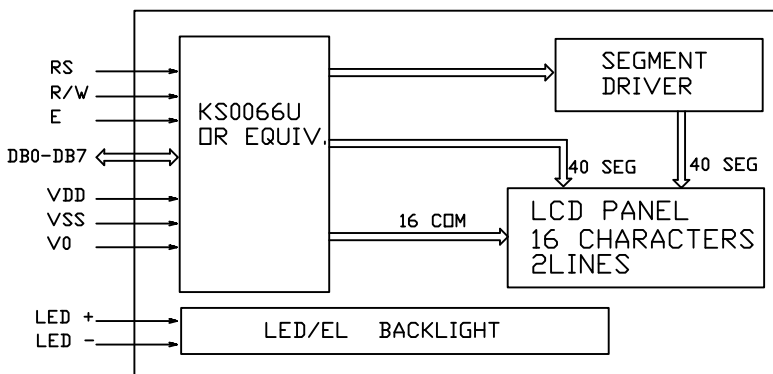 RS
R/W
E
DB0-DB7
VDD
VSS
V0
LED +
LED -
KS0066U
OR EQUIV.
SEGMENT
DRIVER
40 SEG
40 SEG
16 COM
LCD PANEL
16 CHARACTERS
2LINES
LED/EL BACKLIGHT